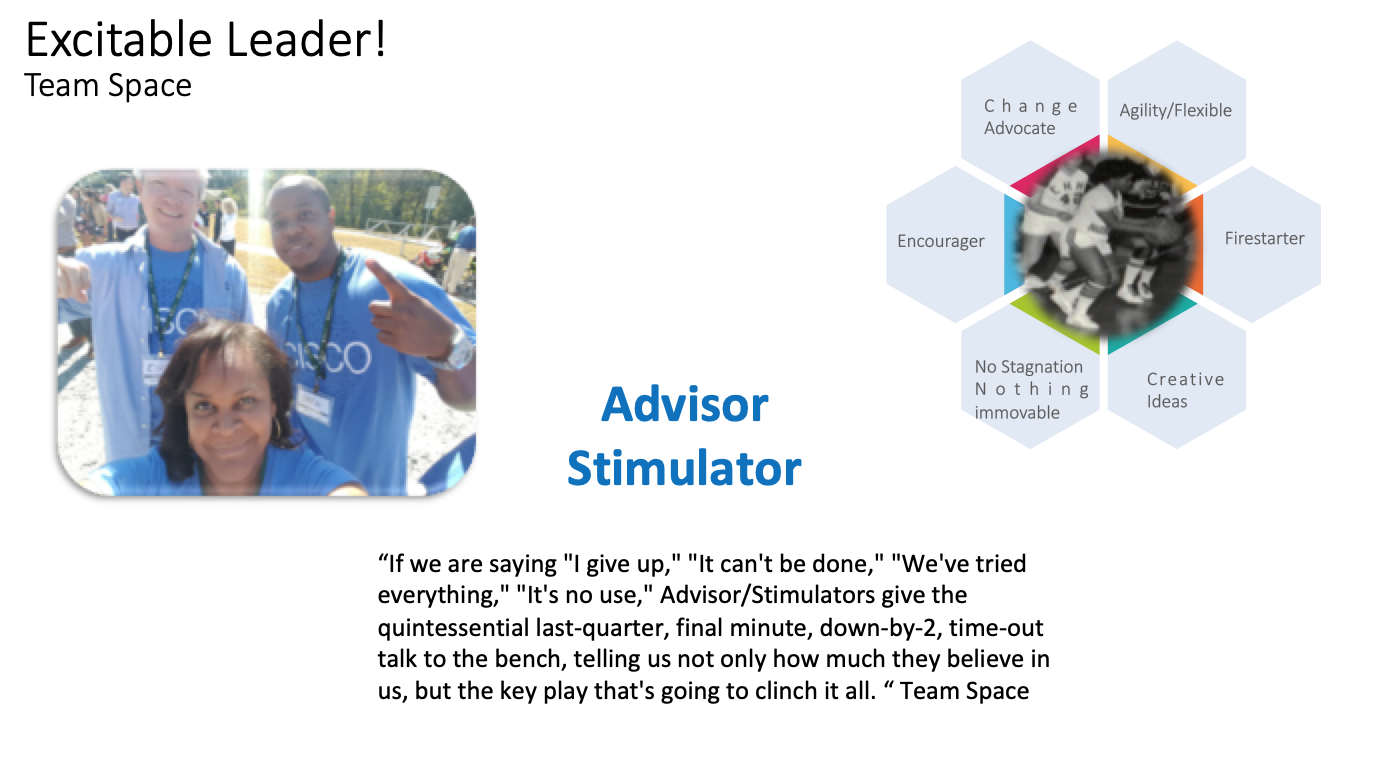 Excitable Leader!
Team Space
Change
Advocate
Agility/Flexible
Encourager
Firestarter
No Stagnation
Nothing
immovable
Creative
Ideas
CISCO
Advisor
Stimulator
“If we are saying "I give up," "It can't be done," "We've tried
everything," "It's no use," Advisor/Stimulators give the
quintessential last-quarter, final minute, down-by-2, time-out
talk to the bench, telling us not only how much they believe in
us, but the key play that's going to clinch it all. “ Team Space